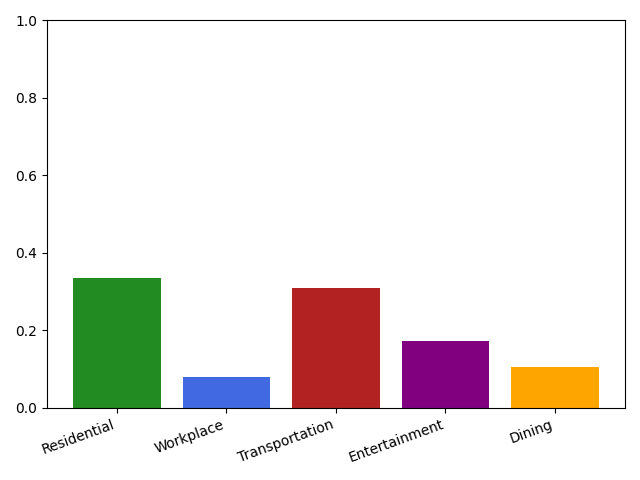 1.0
0.8
0.6
0.4
0.2
0.0
Residential
Workplace
Transportation
Entertainment
Dining